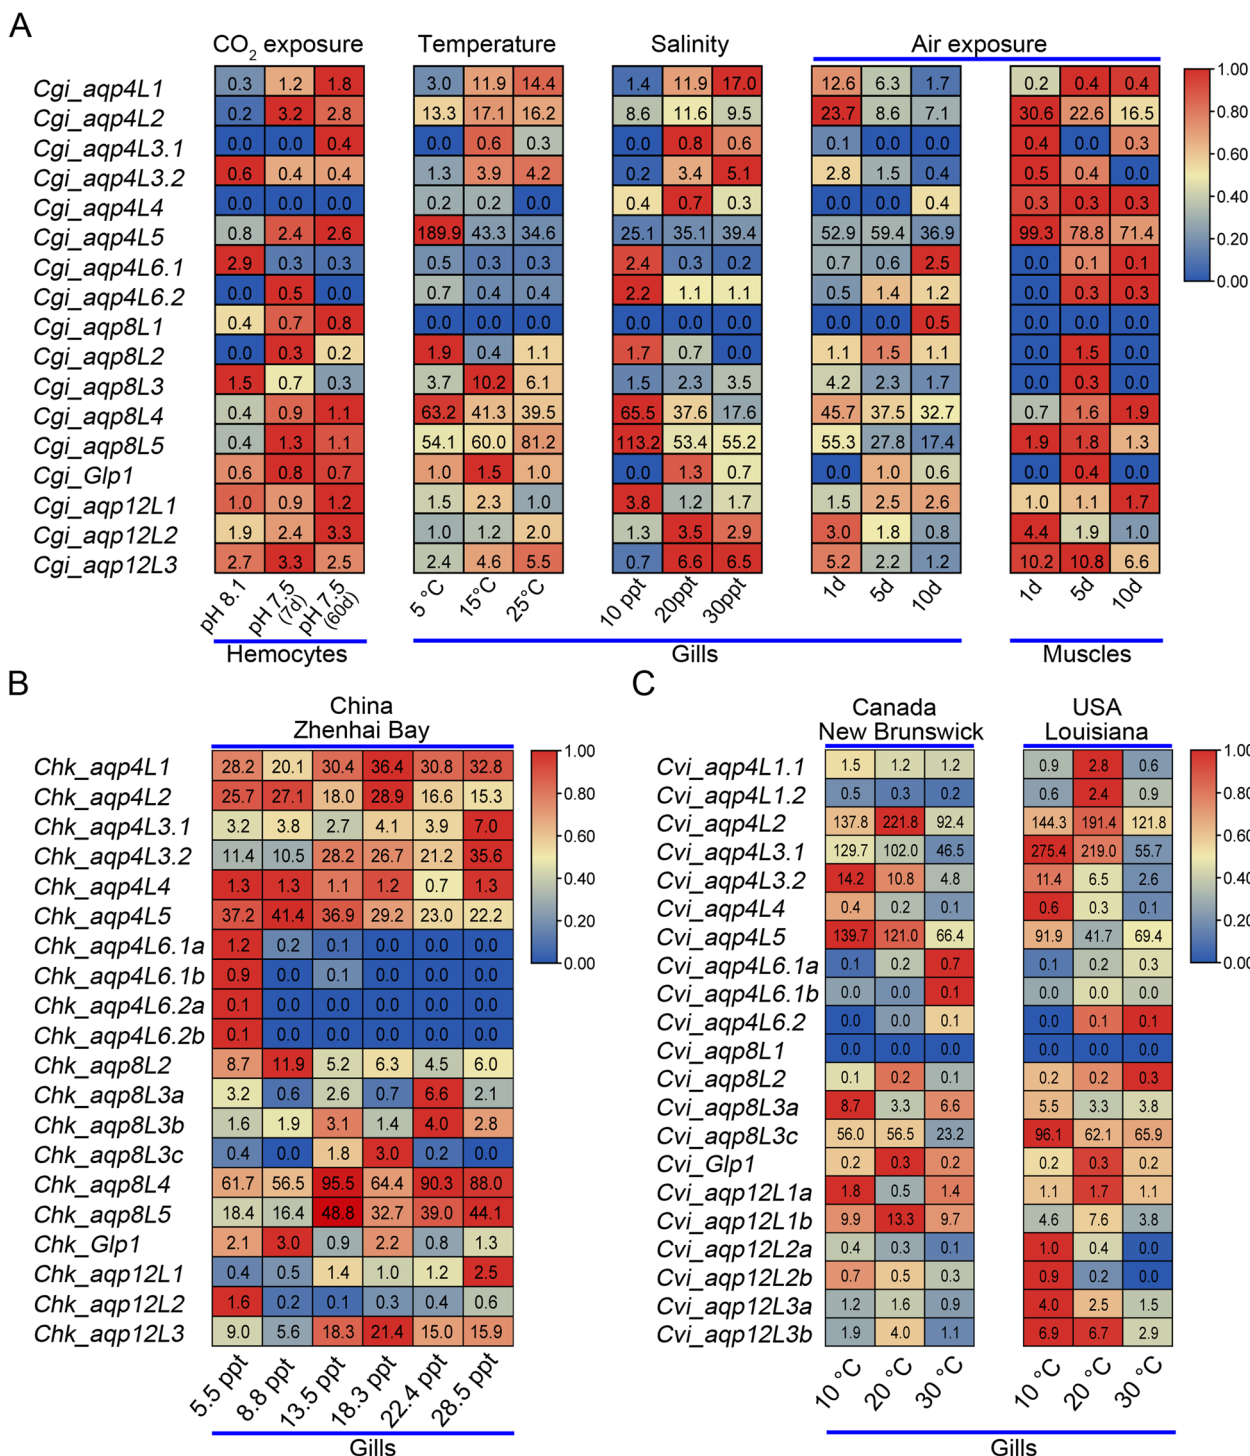 A
CO2 exposure Temperature Salinity Air exposure
Cgi_aqp4L1 0.3 1.2 1.8 3.0 11.9 14.4 1.4 11.9 17.0 12.6 6.3 1.7 0.2 0.4 0.4
Cgi_aqp4L2 0.2 3.2 2.8 13.3 17.1 16.2 8.6 11.6 9.5 23.7 8.6 7.1 30.6 22.6 16.5
Cgi_aqp4L3.1 0.0 0.0 0.4 0.0 0.6 0.3 0.0 0.8 0.6 0.1 0.0 0.0 0.4 0.0 0.3
Cgi_aqp4L3.2 0.6 0.4 0.4 1.3 3.9 4.2 0.2 3.4 5.1 2.8 1.5 0.4 0.5 0.4 0.0
Cgi_aqp4L4 0.0 0.0 0.0 0.2 0.2 0.0 0.4 0.7 0.3 0.0 0.0 0.4 0.3 0.3 0.3
Cgi_aqp4L5 0.8 2.4 2.6 189.9 43.3 34.6 25.1 35.1 39.4 52.9 59.4 36.9 99.3 78.8 71.4
Cgi_aqp4L6.1 2.9 0.3 0.3 0.5 0.3 0.3 2.4 0.3 0.2 0.7 0.6 2.5 0.0 0.1 0.1
Cgi_aqp4L6.2 0.0 0.5 0.0 0.7 0.4 0.4 2.2 1.1 1.1 0.5 1.4 1.2 0.0 0.3 0.3
Cgi_aqp8L1 0.4 0.7 0.8 0.0 0.0 0.0 0.0 0.0 0.0 0.0 0.0 0.5 0.0 0.0 0.0
Cgi_aqp8L2 0.0 0.3 0.2 1.9 0.4 1.1 1.7 0.7 0.0 1.1 1.5 1.1 0.0 1.5 0.0
Cgi_aqp8L3 1.5 0.7 0.3 3.7 10.2 6.1 1.5 2.3 3.5 4.2 2.3 1.7 0.0 0.3 0.0
Cgi_aqp8L4 0.4 0.9 1.1 63.2 41.3 39.5 65.5 37.6 17.6 45.7 37.5 32.7 0.7 1.6 1.9
Cgi_aqp8L5 0.4 1.3 1.1 54.1 60.0 81.2 113.2 53.4 55.2 55.3 27.8 17.4 1.9 1.8 1.3
Cgi_Glp1 0.6 0.8 0.7 1.0 1.5 1.0 0.0 1.3 0.7 0.0 1.0 0.6 0.0 0.4 0.0
Cgi_aqp12L1 1.0 0.9 1.2 1.5 2.3 1.0 3.8 1.2 1.7 1.5 2.5 2.6 1.0 1.1 1.7
Cgi_aqp12L2 1.9 2.4 3.3 1.0 1.2 2.0 1.3 3.5 2.9 3.0 1.8 0.8 4.4 1.9 1.0
Cgi_aqp12L3 2.7 3.3 2.5 2.4 4.6 5.5 0.7 6.6 6.5 5.2 2.2 1.2 10.2 10.8 6.6
1.00
0.80
0.60
0.40
0.20
0.00
pH 8.1 pH 7.5 (7d) pH 7.5 (60d) 5 °C 15°C 25°C 10 ppt 20ppt 30ppt 1d 5d 10d 1d 5d 10d
Hemocytes Gills Muscles
B
China
Zhenhai Bay
Chk_aqp4L1 28.2 20.1 30.4 36.4 30.8 32.8
Chk_aqp4L2 25.7 27.1 18.0 28.9 16.6 15.3
Chk_aqp4L3.1 3.2 3.8 2.7 4.1 3.9 7.0
Chk_aqp4L3.2 11.4 10.5 28.2 26.7 21.2 35.6
Chk_aqp4L4 1.3 1.3 1.1 1.2 0.7 1.3
Chk_aqp4L5 37.2 41.4 36.9 29.2 23.0 22.2
Chk_aqp4L6.1a 1.2 0.2 0.1 0.0 0.0 0.0
Chk_aqp4L6.1b 0.9 0.0 0.1 0.0 0.0 0.0
Chk_aqp4L6.2a 0.1 0.0 0.0 0.0 0.0 0.0
Chk_aqp4L6.2b 0.1 0.0 0.0 0.0 0.0 0.0
Chk_aqp8L2 8.7 11.9 5.2 6.3 4.5 6.0
Chk_aqp8L3a 3.2 0.6 2.6 0.7 6.6 2.1
Chk_aqp8L3b 1.6 1.9 3.1 1.4 4.0 2.8
Chk_aqp8L3c 0.4 0.0 1.8 3.0 0.2 0.0
Chk_aqp8L4 61.7 56.5 95.5 64.4 90.3 88.0
Chk_aqp8L5 18.4 16.4 48.8 32.7 39.0 44.1
Chk_Glp1 2.1 3.0 0.9 2.2 0.8 1.3
Chk_aqp12L1 0.4 0.5 1.4 1.0 1.2 2.5
Chk_aqp12L2 1.6 0.2 0.1 0.3 0.4 0.6
Chk_aqp12L3 9.0 5.6 18.3 21.4 15.0 15.9
1.00
0.80
0.60
0.40
0.20
0.00
5.5 ppt 8.8 ppt 13.5 ppt 18.3 ppt 22.4 ppt 28.5 ppt
Gills
C
Canada USA
New Brunswick Louisiana
Cvi_aqp4L1.1 1.5 1.2 1.2 0.9 2.8 0.6
Cvi_aqp4L1.2 0.5 0.3 0.2 0.6 2.4 0.9
Cvi_aqp4L2 137.8 221.8 92.4 144.3 191.4 121.8
Cvi_aqp4L3.1 129.7 102.0 46.5 275.4 219.0 55.7
Cvi_aqp4L3.2 14.2 10.8 4.8 11.4 6.5 2.6
Cvi_aqp4L4 0.4 0.2 0.1 0.6 0.3 0.1
Cvi_aqp4L5 139.7 121.0 66.4 91.9 41.7 69.4
Cvi_aqp4L6.1a 0.1 0.2 0.7 0.1 0.2 0.3
Cvi_aqp4L6.1b 0.0 0.0 0.1 0.0 0.0 0.0
Cvi_aqp4L6.2 0.0 0.0 0.1 0.0 0.1 0.1
Cvi_aqp8L1 0.0 0.0 0.0 0.0 0.0 0.0
Cvi_aqp8L2 0.1 0.2 0.1 0.2 0.2 0.3
Cvi_aqp8L3a 8.7 3.3 6.6 5.5 3.3 3.8
Cvi_aqp8L3c 56.0 56.5 23.2 96.1 62.1 65.9
Cvi_Glp1 0.2 0.3 0.2 0.2 0.3 0.2
Cvi_aqp12L1a 1.8 0.5 1.4 1.1 1.7 1.1
Cvi_aqp12L1b 9.9 13.3 9.7 4.6 7.6 3.8
Cvi_aqp12L2a 0.4 0.3 0.1 1.0 0.4 0.0
Cvi_aqp12L2b 0.7 0.5 0.3 0.9 0.2 0.0
Cvi_aqp12L3a 1.2 1.6 0.9 4.0 2.5 1.5
Cvi_aqp12L3b 1.9 4.0 1.1 6.9 6.7 2.9
1.00
0.80
0.60
0.40
0.20
0.00
10 °C 20 °C 30 °C 10 °C 20 °C 30 °C
Gills